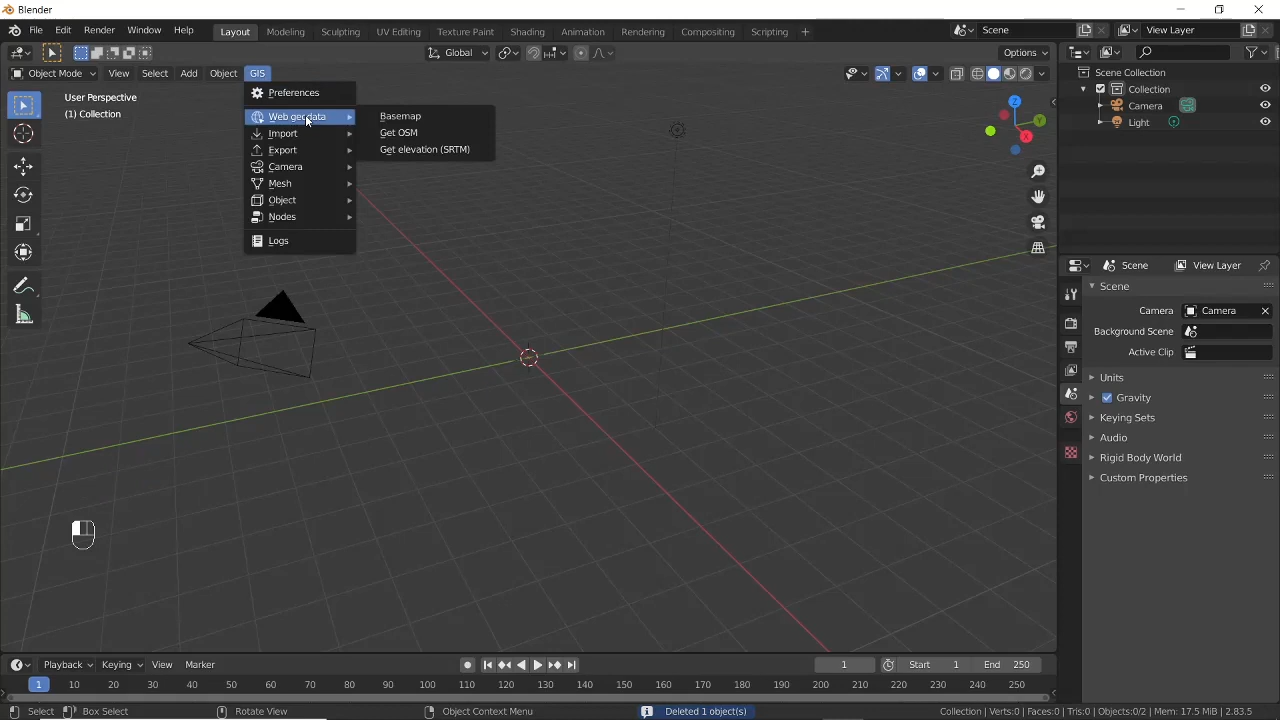 Blender
File Edit Render Window Help Layout Modeling Sculpting UV Editing Texture Paint Shading Animation Rendering Compositing Scripting + Scene View Layer
Global Options
Object Mode View Select Add Object GIS
User Perspective
(1) Collection
Preferences
Web geodata
Import
Export
Camera
Mesh
Object
Nodes
Logs
Basemap
Get OSM
Get elevation (SRTM)
Z
Y
X
Scene Collection
Collection
Camera
Light
Scene View Layer
Scene
Camera Camera
Background Scene
Active Clip
Units
Gravity
Keying Sets
Audio
Rigid Body World
Custom Properties
Playback Keying View Marker 1 Start 1 End 250
1 10 20 30 40 50 60 70 80 90 100 110 120 130 140 150 160 170 180 190 200 210 220 230 240 250
Select Box Select Rotate View Object Context Menu Deleted 1 object(s) Collection | Verts:0 | Faces:0 | Tris:0 | Objects:0/2 | Mem: 17.5 MiB | 2.83.5